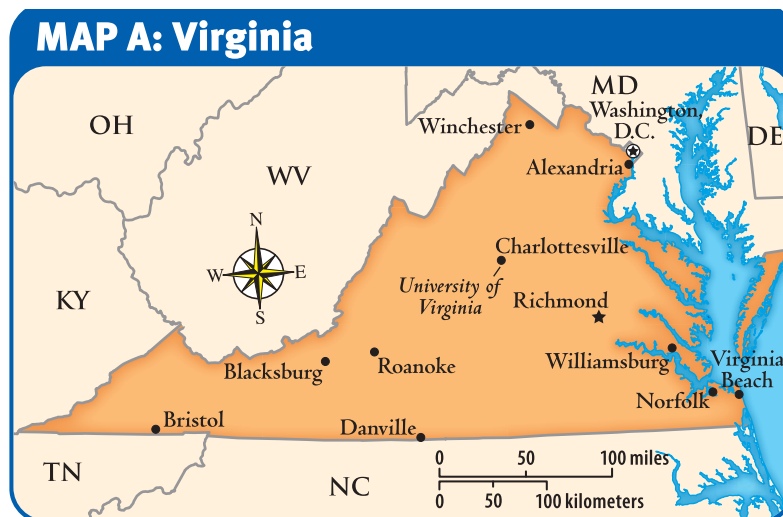 MAP A: Virginia
MD
Washington,
D.C.
OH
Winchester
DE
WV
Alexandria
N
W
E
S
Charlottesville
University of
Virginia
KY
Richmond
Williamsburg
Virginia
Beach
Blacksburg
Roanoke
Norfolk
Bristol
Danville
TN
NC
0 50 100 miles
0 50 100 kilometers